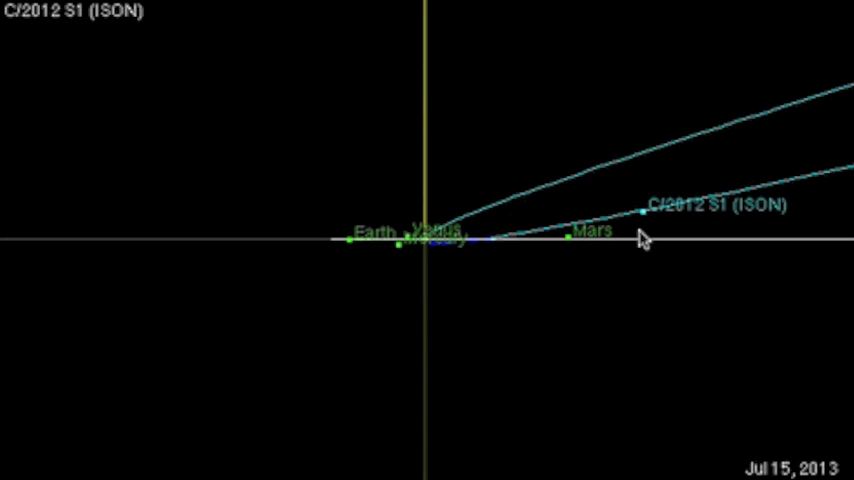 C/2012 S1 (ISON)
C/2012 S1 (ISON)
Earth
Venus
Mars
Jul 15, 2013